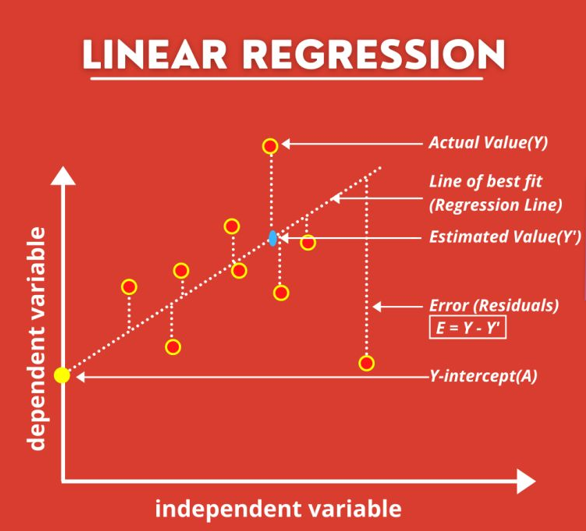 LINEAR REGRESSION
Actual Value(Y)
Line of best fit
(Regression Line)
Estimated Value(Y')
Error (Residuals)
E = Y - Y'
Y-intercept(A)
dependent variable
independent variable